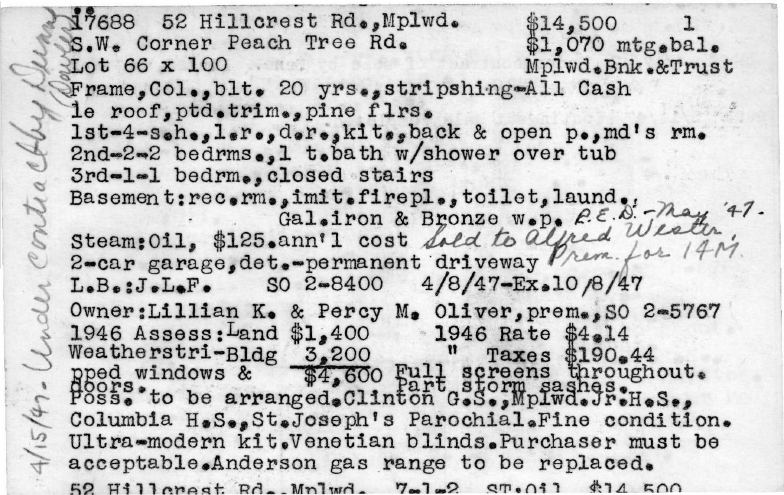 17688   52 Hillcrest Rd.,Mplwd.   $14,500   1
S.W. Corner Peach Tree Rd.   $1,070 mtg.bal.
Lot 66 x 100   Mplwd.Bnk.&Trust
Frame,Col.,blt. 20 yrs.,stripshing-All Cash
le roof,ptd.trim.,pine flrs.
1st-4-s.h.,l.r.,d.r.,kit.,back & open p.,md's rm.
2nd-2-2 bedrms.,1 t.bath w/shower over tub
3rd-1-1 bedrm.,closed stairs
Basement:rec.rm.,imit.firepl.,toilet,laund.,
Gal.iron & Bronze w.p. P.E.D.-May '47-
Steam:Oil, $125.ann'l cost Sold to Alfred Wester,
Prem. for 14M.
2-car garage,det.-permanent driveway
L.B.:J.L.F.   SO 2-8400   4/8/47-Ex.10/8/47
Owner:Lillian K. & Percy M. Oliver,prem.,SO 2-5767
1946 Assess:Land $1,400   1946 Rate $4.14
Weatherstri-Bldg 3,200   "   Taxes $190.44
pped windows & $4,600 Full screens throughout.
doors.   Part storm sashes.
Poss. to be arranged.Clinton G.S.,Mplwd.Jr.H.S.,
Columbia H.S.,St.Joseph's Parochial.Fine condition.
Ultra-modern kit.Venetian blinds.Purchaser must be
acceptable.Anderson gas range to be replaced.
52 Hillcrest Rd.,Mplwd.   7-1-2   ST:Oil   $14,500
4/15/47-Under contract by Dunny